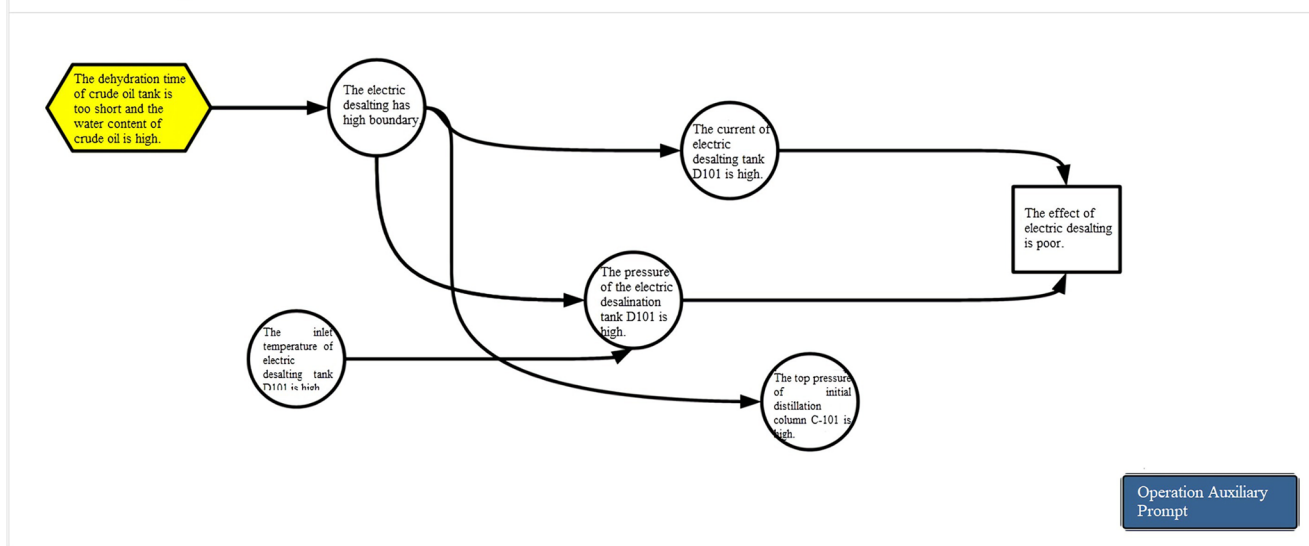 The dehydration time
of crude oil tank is
too short and the
water content of
crude oil is high.
The electric
desalting has
high boundary
The current of
electric
desalting tank
D101 is high.
The effect of
electric desalting
is poor.
The pressure
of the electric
desalination
tank D101 is
high.
The inlet
temperature of
electric
desalting tank
D101 is high
The top pressure
of initial
distillation
column C-101 is
high.
Operation Auxiliary
Prompt